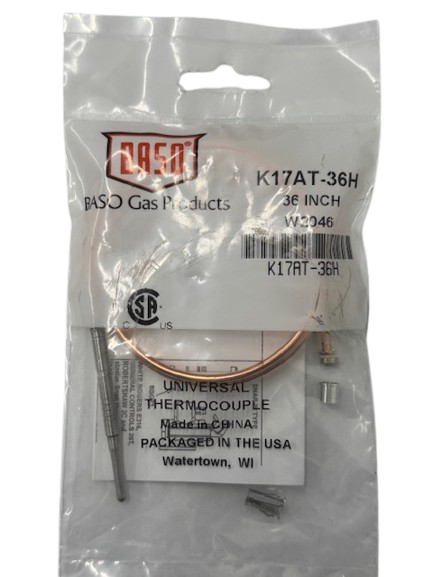 BASO®
BASO Gas Products
K17AT-36H
36 INCH
W2046
K17AT-36H
SA
C US
UNIVERSAL
THERMOCOUPLE
Made in CHINA
PACKAGED IN THE USA
Watertown, WI